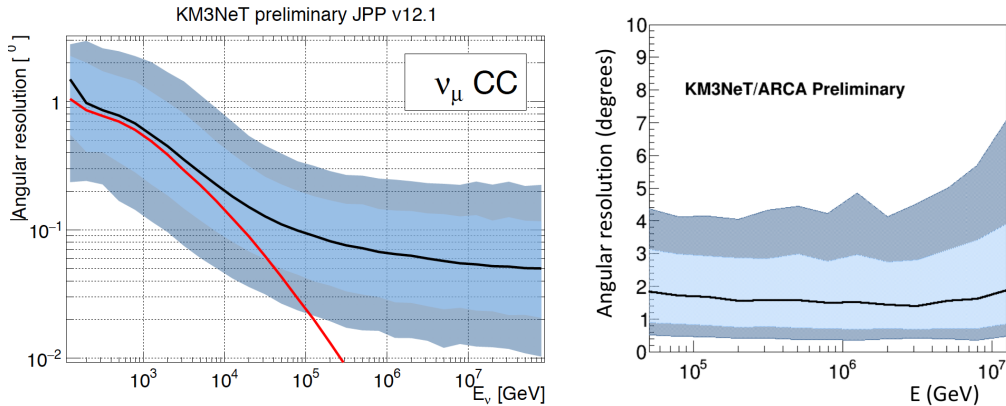 KM3NeT preliminary JPP v12.1
Angular resolution [ ° ]
1
10⁻¹
10⁻²
ν_μ CC
10³ 10⁴ 10⁵ 10⁶ 10⁷
E_ν [GeV]
Angular resolution (degrees)
10
9
8
7
6
5
4
3
2
1
0
KM3NeT/ARCA Preliminary
10⁵ 10⁶ 10⁷
E (GeV)